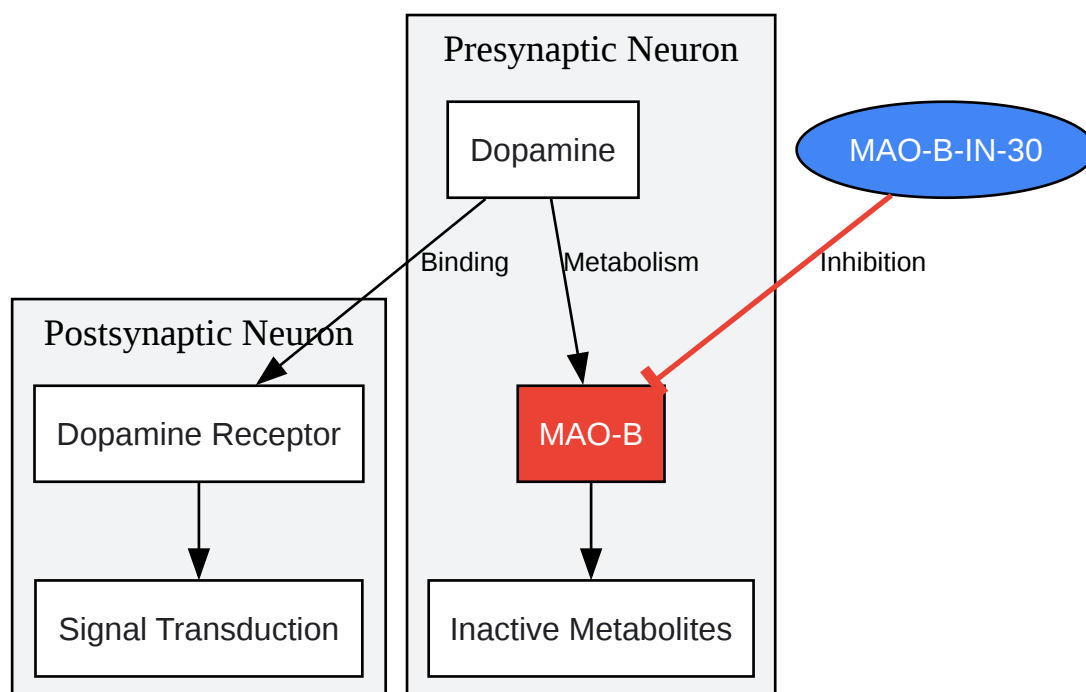 Presynaptic Neuron
Dopamine
MAO-B-IN-30
Binding
Metabolism
Inhibition
Postsynaptic Neuron
Dopamine Receptor
MAO-B
Signal Transduction
Inactive Metabolites